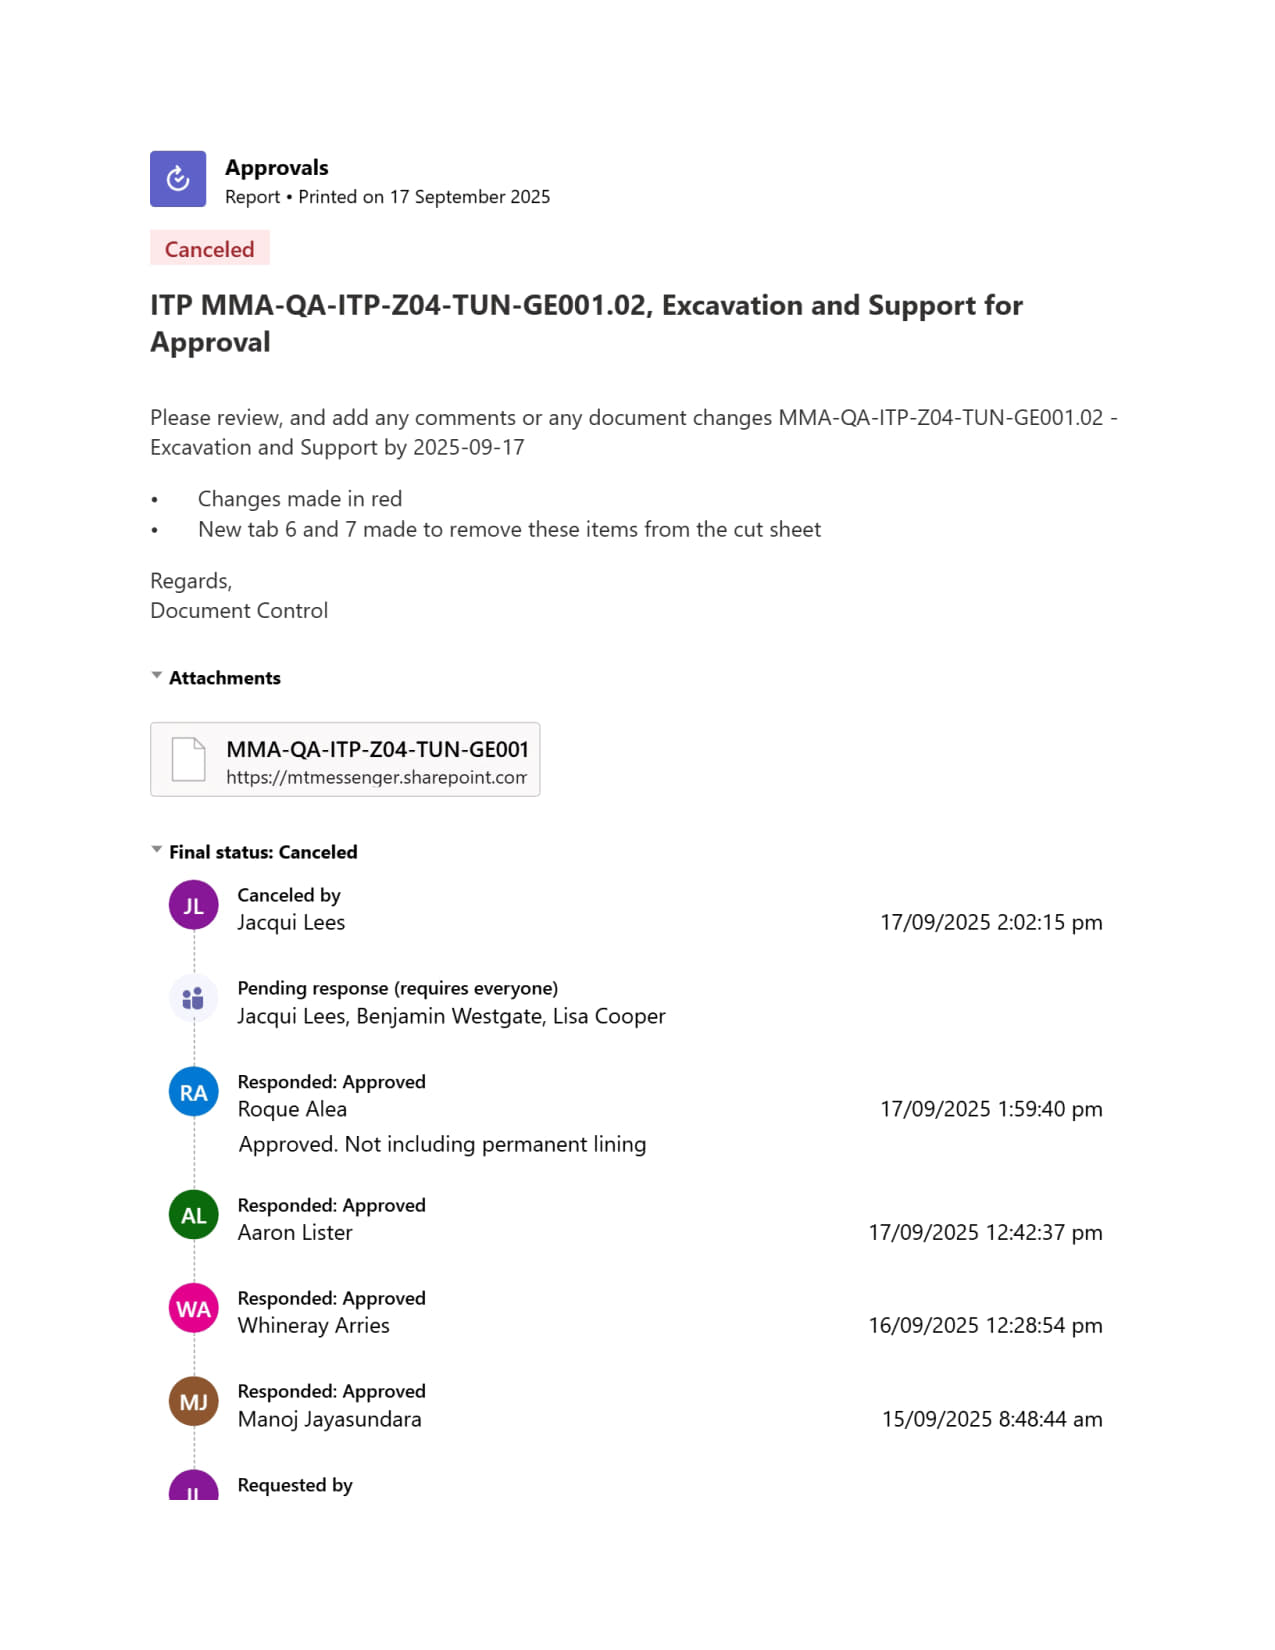 Approvals
Report • Printed on 17 September 2025
Canceled
ITP MMA-QA-ITP-Z04-TUN-GE001.02, Excavation and Support for
Approval
Please review, and add any comments or any document changes MMA-QA-ITP-Z04-TUN-GE001.02 -
Excavation and Support by 2025-09-17
• Changes made in red
• New tab 6 and 7 made to remove these items from the cut sheet
Regards,
Document Control
Attachments
MMA-QA-ITP-Z04-TUN-GE001
https://mtmessenger.sharepoint.com
Final status: Canceled
JL
Canceled by
Jacqui Lees 17/09/2025 2:02:15 pm
Pending response (requires everyone)
Jacqui Lees, Benjamin Westgate, Lisa Cooper
RA
Responded: Approved
Roque Alea 17/09/2025 1:59:40 pm
Approved. Not including permanent lining
AL
Responded: Approved
Aaron Lister 17/09/2025 12:42:37 pm
WA
Responded: Approved
Whineray Arries 16/09/2025 12:28:54 pm
MJ
Responded: Approved
Manoj Jayasundara 15/09/2025 8:48:44 am
Requested by